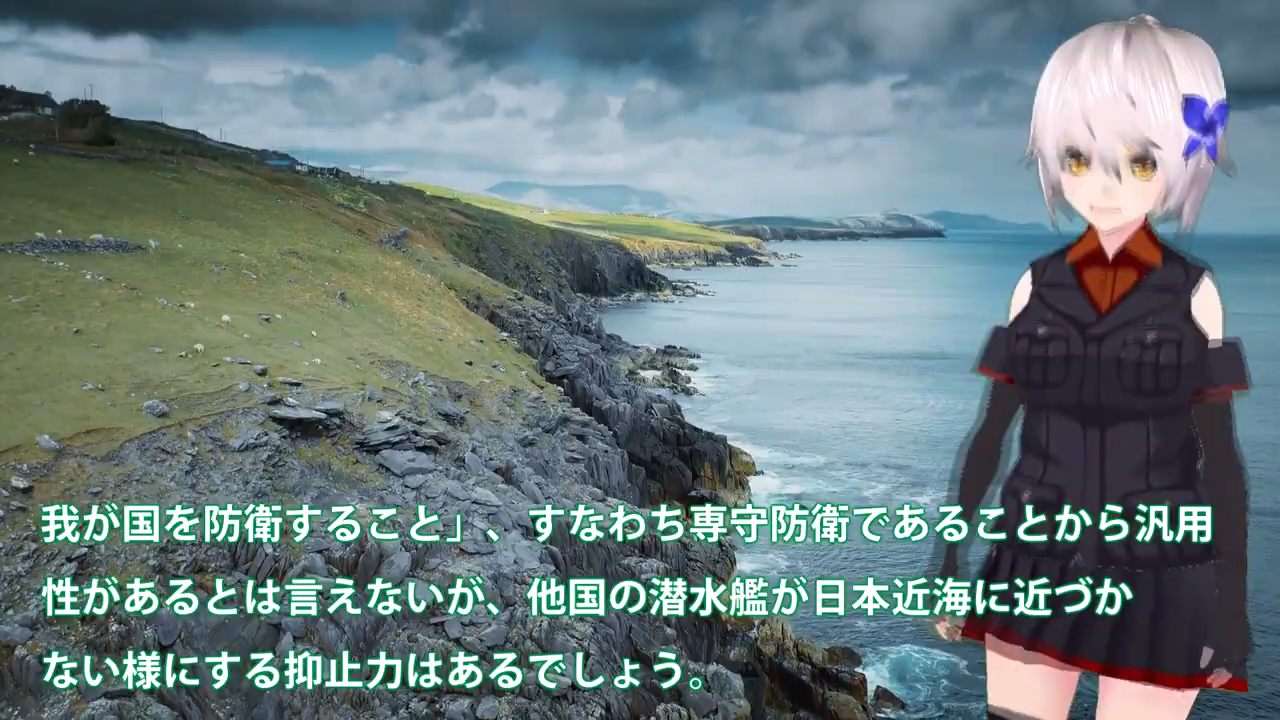 我が国を防衛すること」、すなわち専守防衛であることから汎用
性があるとは言えないが、他国の潜水艦が日本近海に近づか
ない様にする抑止力はあるでしょう。